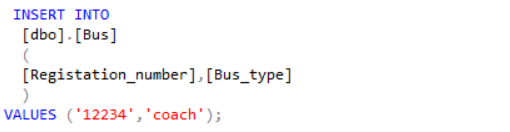 INSERT INTO
[dbo].[Bus]
(
[Registation_number],[Bus_type]
)
VALUES ('12234','coach');